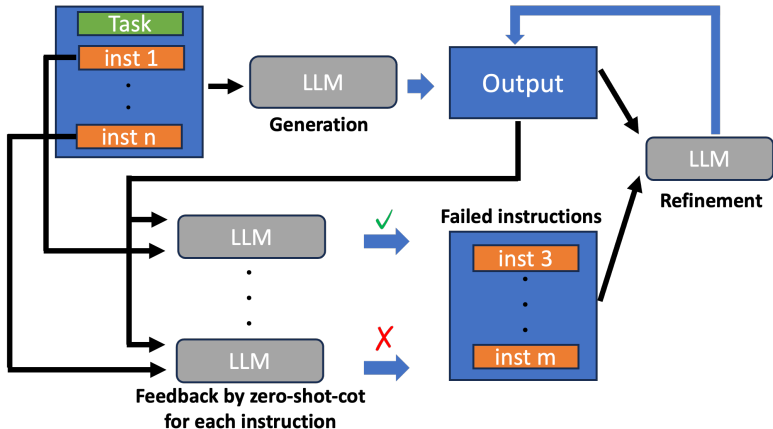 Task
inst 1
inst n
LLM
Generation
Output
LLM
Refinement
LLM
LLM
Feedback by zero-shot-cot
for each instruction
Failed instructions
inst 3
inst m